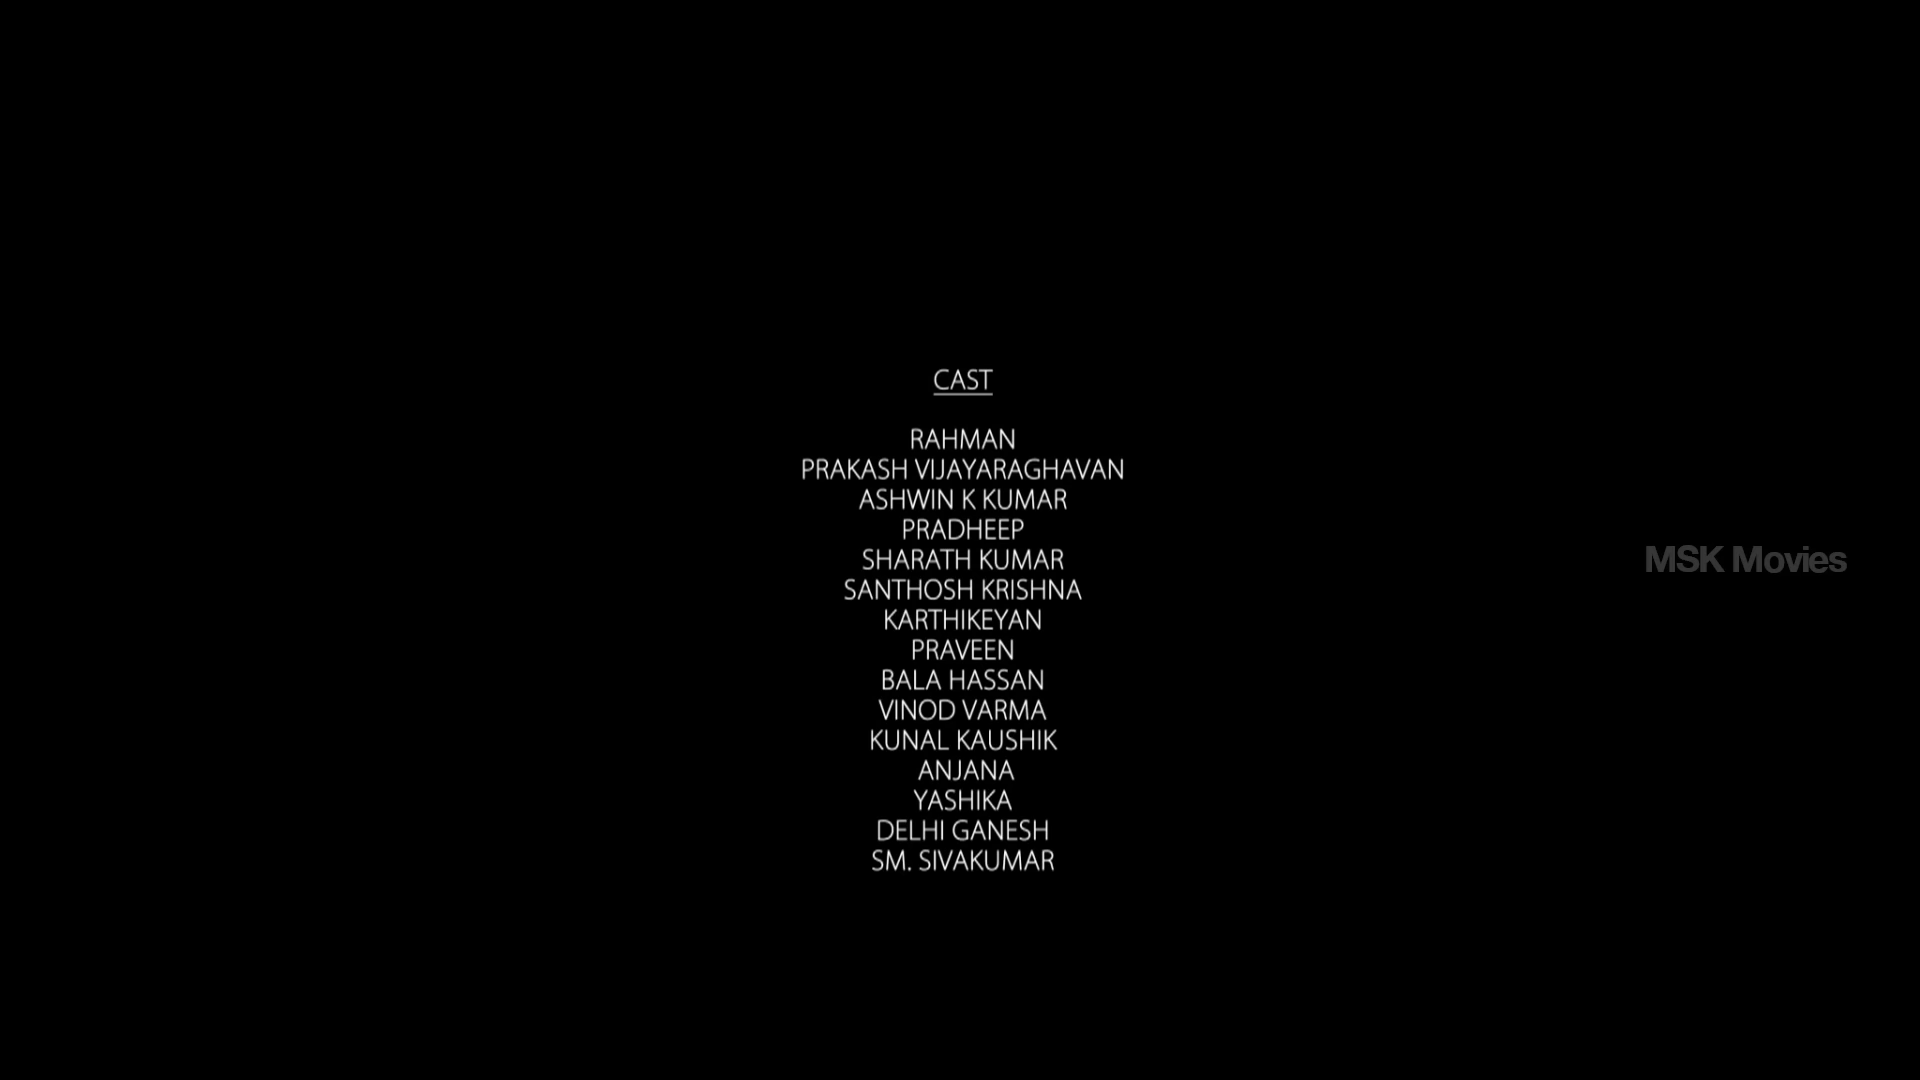 CAST
RAHMAN
PRAKASH VIJAYARAGHAVAN
ASHWIN K KUMAR
PRADHEEP
SHARATH KUMAR
SANTHOSH KRISHNA
KARTHIKEYAN
PRAVEEN
BALA HASSAN
VINOD VARMA
KUNAL KAUSHIK
ANJANA
YASHIKA
DELHI GANESH
SM. SIVAKUMAR
MSK Movies